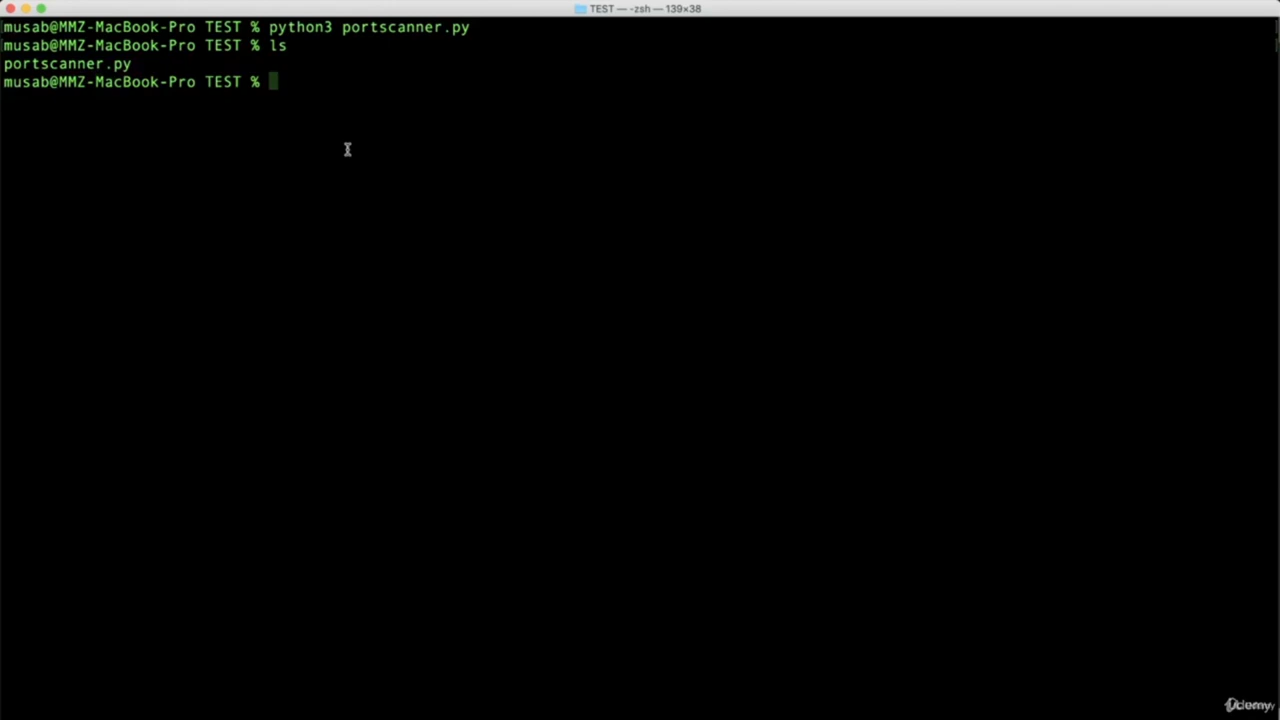 TEST — -zsh — 139×38
musab@MMZ-MacBook-Pro TEST % python3 portscanner.py
musab@MMZ-MacBook-Pro TEST % ls
portscanner.py
musab@MMZ-MacBook-Pro TEST %
Udemy